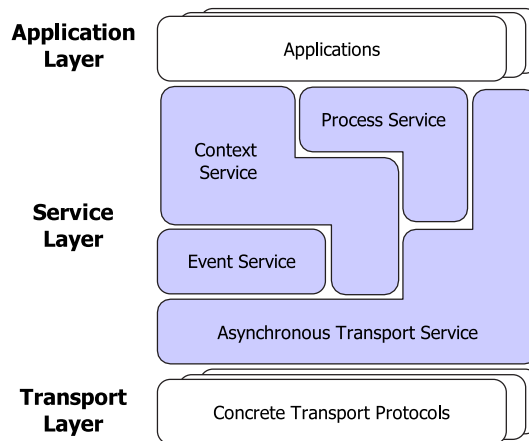 Application
Layer
Applications
Process Service
Context
Service
Service
Layer
Event Service
Asynchronous Transport Service
Transport
Layer
Concrete Transport Protocols